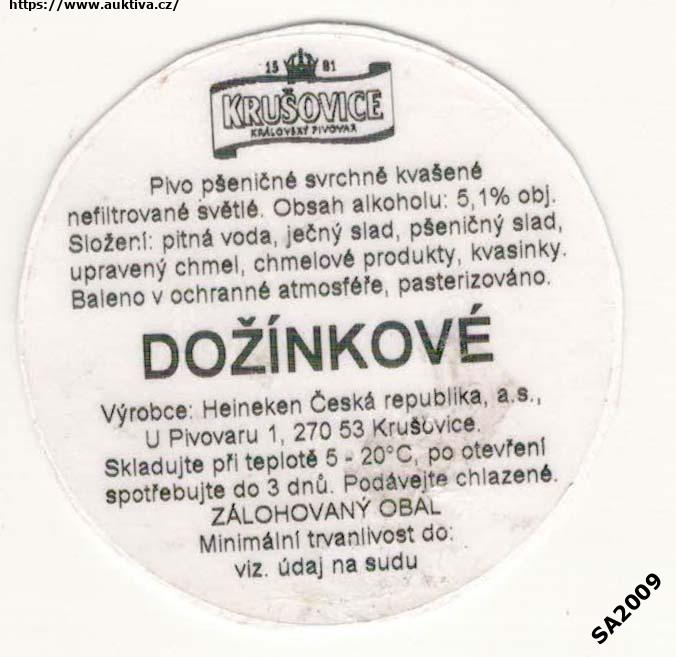 https://www.auktiva.cz/
15 81
KRUŠOVICE
KRÁLOVSKÝ PIVOVAR
Pivo pšeničné svrchně kvašené
nefiltrované světlé. Obsah alkoholu: 5,1% obj.
Složení: pitná voda, ječný slad, pšeničný slad,
upravený chmel, chmelové produkty, kvasinky.
Baleno v ochranné atmosféře, pasterizováno.
DOŽÍNKOVÉ
Výrobce: Heineken Česká republika, a.s.,
U Pivovaru 1, 270 53 Krušovice.
Skladujte při teplotě 5 - 20°C, po otevření
spotřebujte do 3 dnů. Podávejte chlazené.
ZÁLOHOVANÝ OBAL
Minimální trvanlivost do:
viz. údaj na sudu
SA2009